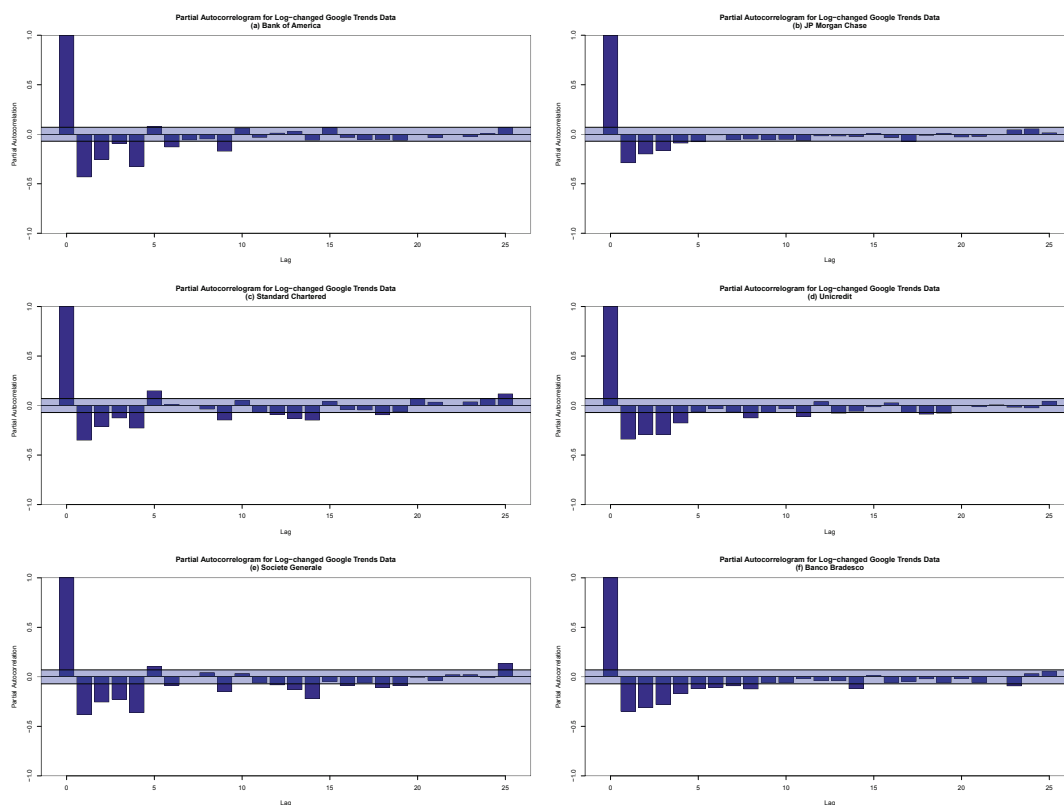 Partial Autocorrelogram for Log−changed Google Trends Data
(a) Bank of America
Partial Autocorrelation
1.0
0.5
0.0
−0.5
−1.0
0 5 10 15 20 25
Lag
Partial Autocorrelogram for Log−changed Google Trends Data
(b) JP Morgan Chase
Partial Autocorrelation
1.0
0.5
0.0
−0.5
−1.0
0 5 10 15 20 25
Lag
Partial Autocorrelogram for Log−changed Google Trends Data
(c) Standard Chartered
Partial Autocorrelation
1.0
0.5
0.0
−0.5
−1.0
0 5 10 15 20 25
Lag
Partial Autocorrelogram for Log−changed Google Trends Data
(d) Unicredit
Partial Autocorrelation
1.0
0.5
0.0
−0.5
−1.0
0 5 10 15 20 25
Lag
Partial Autocorrelogram for Log−changed Google Trends Data
(e) Societe Generale
Partial Autocorrelation
1.0
0.5
0.0
−0.5
−1.0
0 5 10 15 20 25
Lag
Partial Autocorrelogram for Log−changed Google Trends Data
(f) Banco Bradesco
Partial Autocorrelation
1.0
0.5
0.0
−0.5
−1.0
0 5 10 15 20 25
Lag